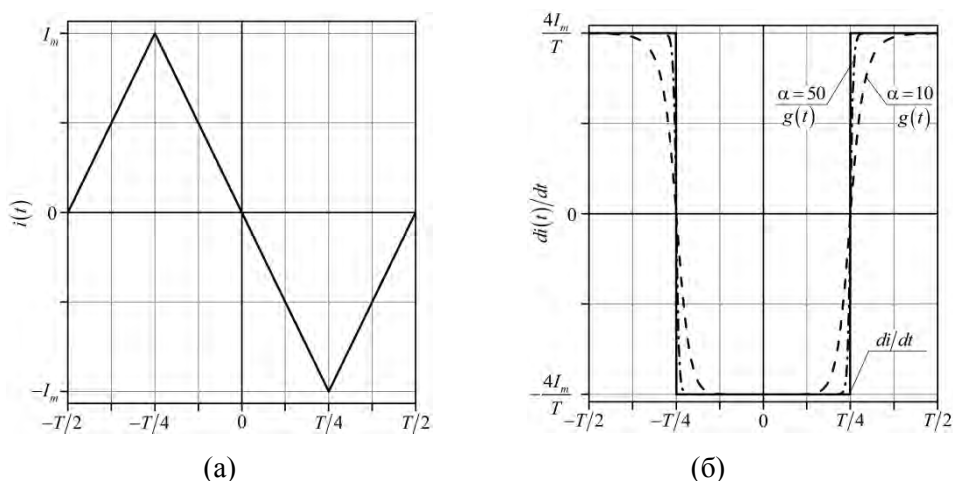 I_m
0
−I_m
i(t)
−T/2 −T/4 0 T/4 T/2
(а)
4I_m
T
0
4I_m
−
T
di(t)/dt
α=50
g(t)
α=10
g(t)
di/dt
−T/2 −T/4 0 T/4 T/2
(б)